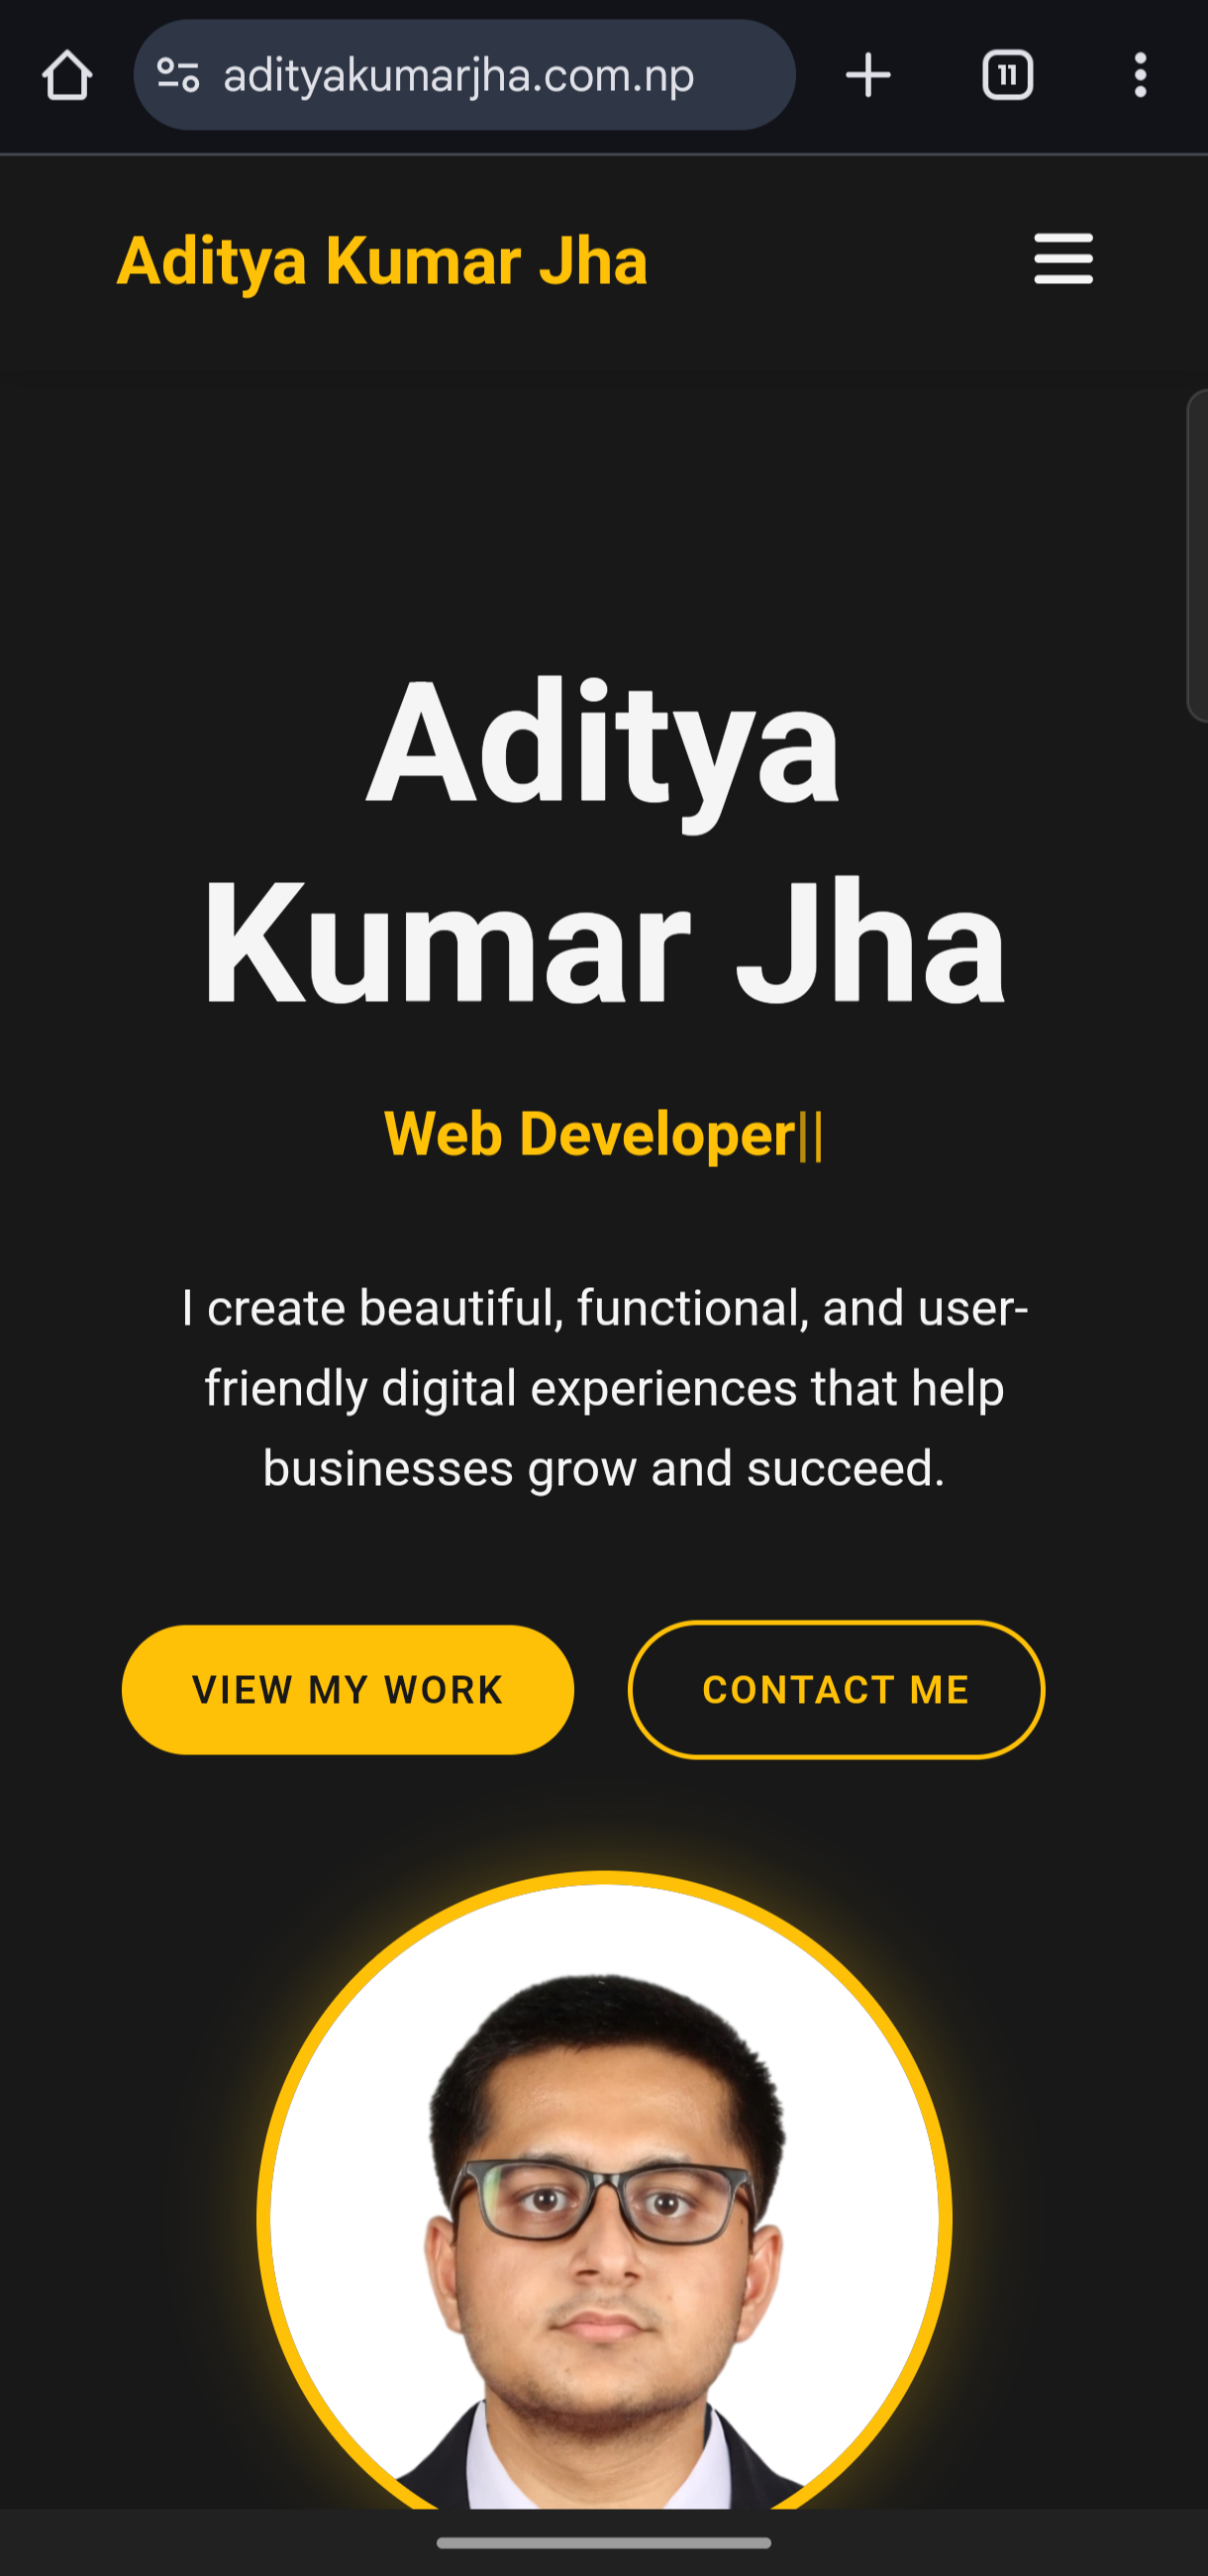 adityakumarjha.com.np
11
Aditya Kumar Jha
Aditya
Kumar Jha
Web Developer||
I create beautiful, functional, and user-
friendly digital experiences that help
businesses grow and succeed.
VIEW MY WORK
CONTACT ME